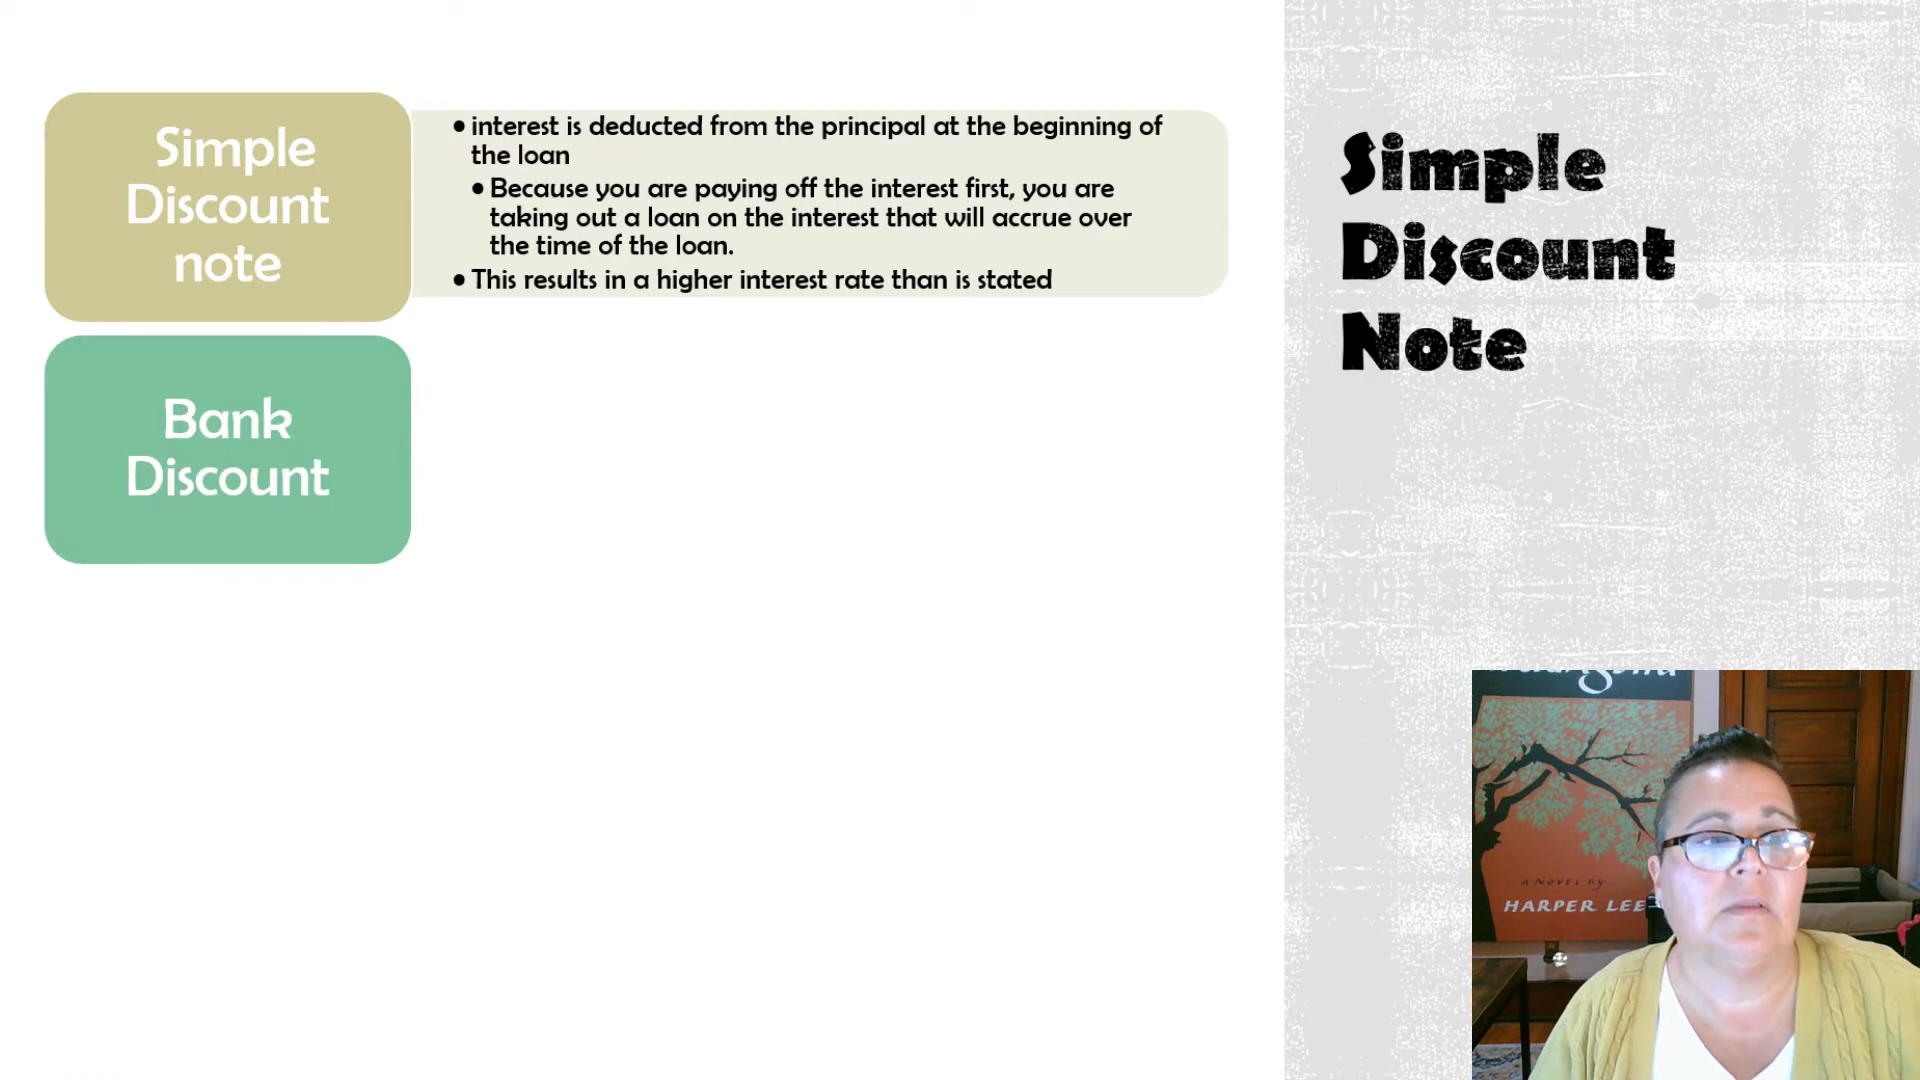 Simple
Discount
note
• interest is deducted from the principal at the beginning of
the loan
• Because you are paying off the interest first, you are
taking out a loan on the interest that will accrue over
the time of the loan.
• This results in a higher interest rate than is stated
Bank
Discount
Simple
Discount
Note
A NOVEL BY
HARPER LEE